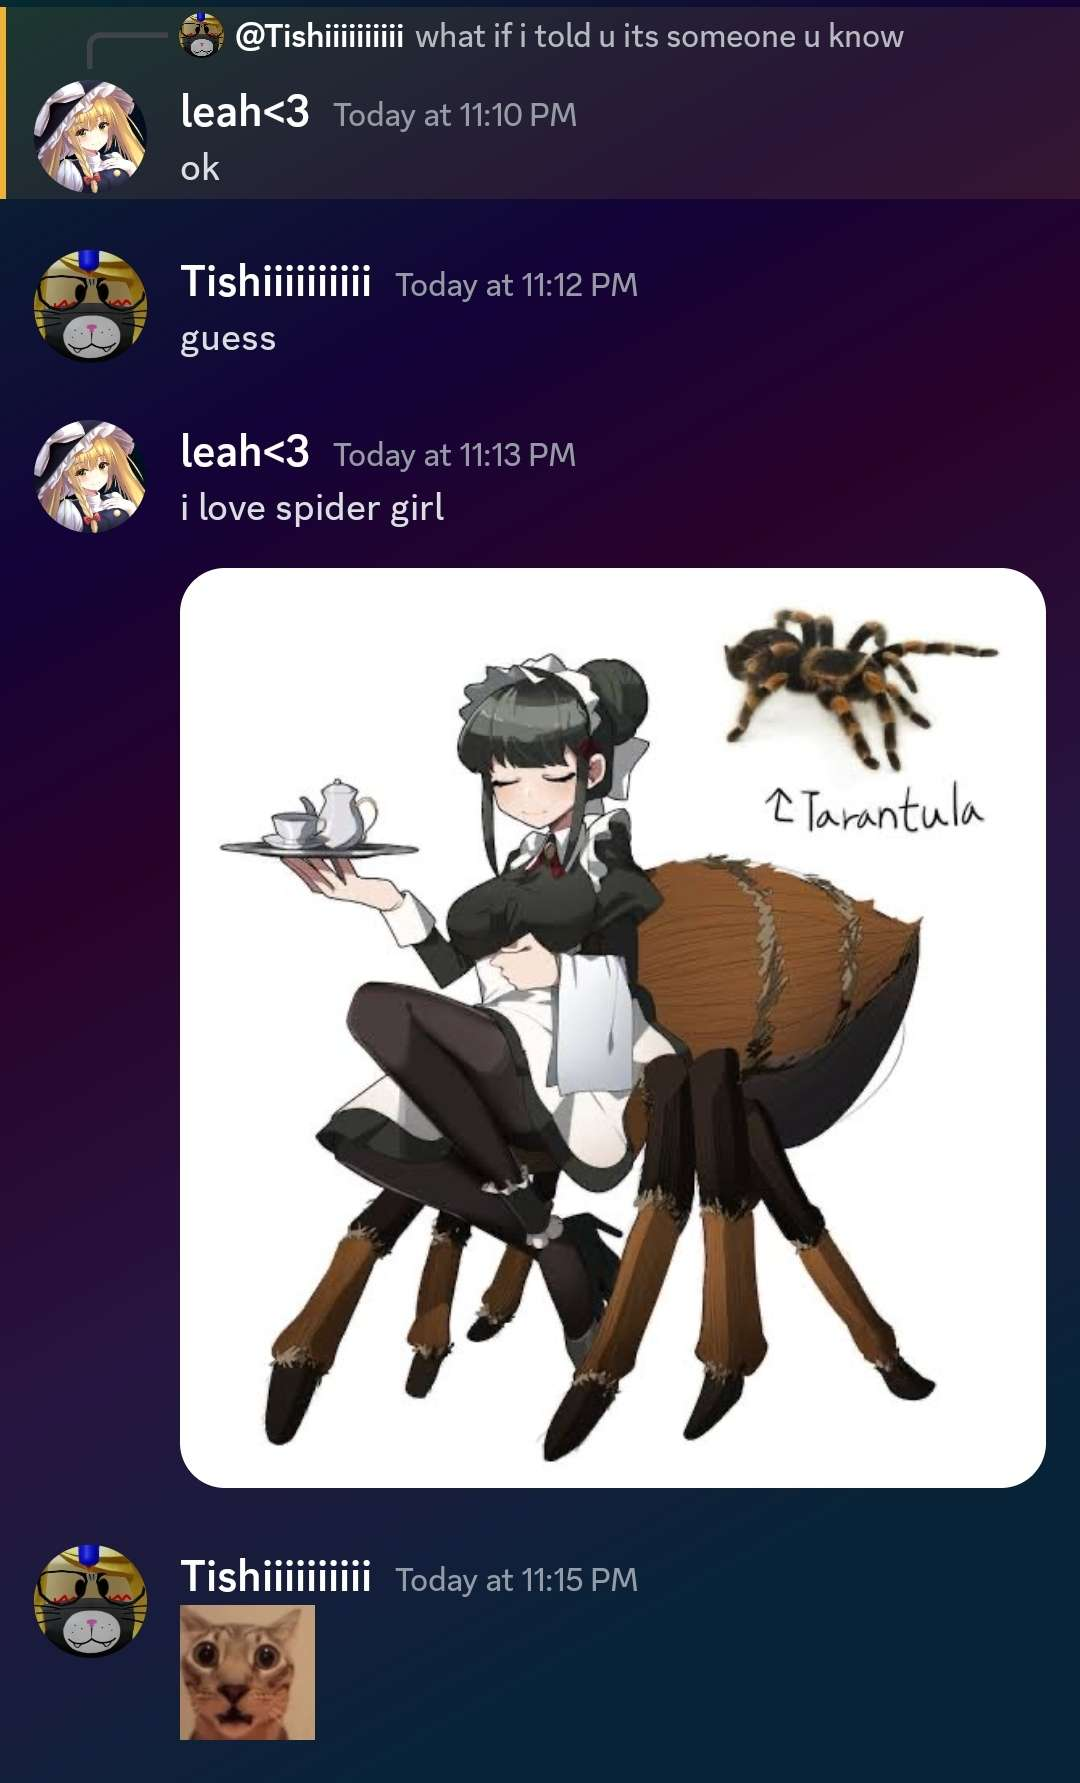 @Tishiiiiiiiiii what if i told u its someone u know
leah<3 Today at 11:10 PM
ok
Tishiiiiiiiiii Today at 11:12 PM
guess
leah<3 Today at 11:13 PM
i love spider girl
↑Tarantula
Tishiiiiiiiiii Today at 11:15 PM